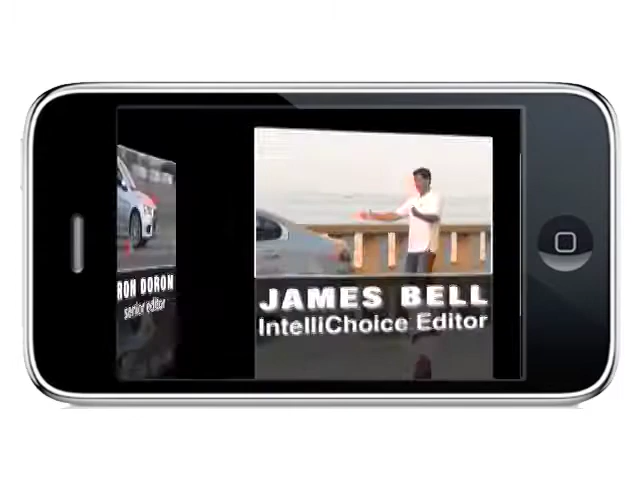 RON DORON
senior editor
JAMES BELL
IntelliChoice Editor